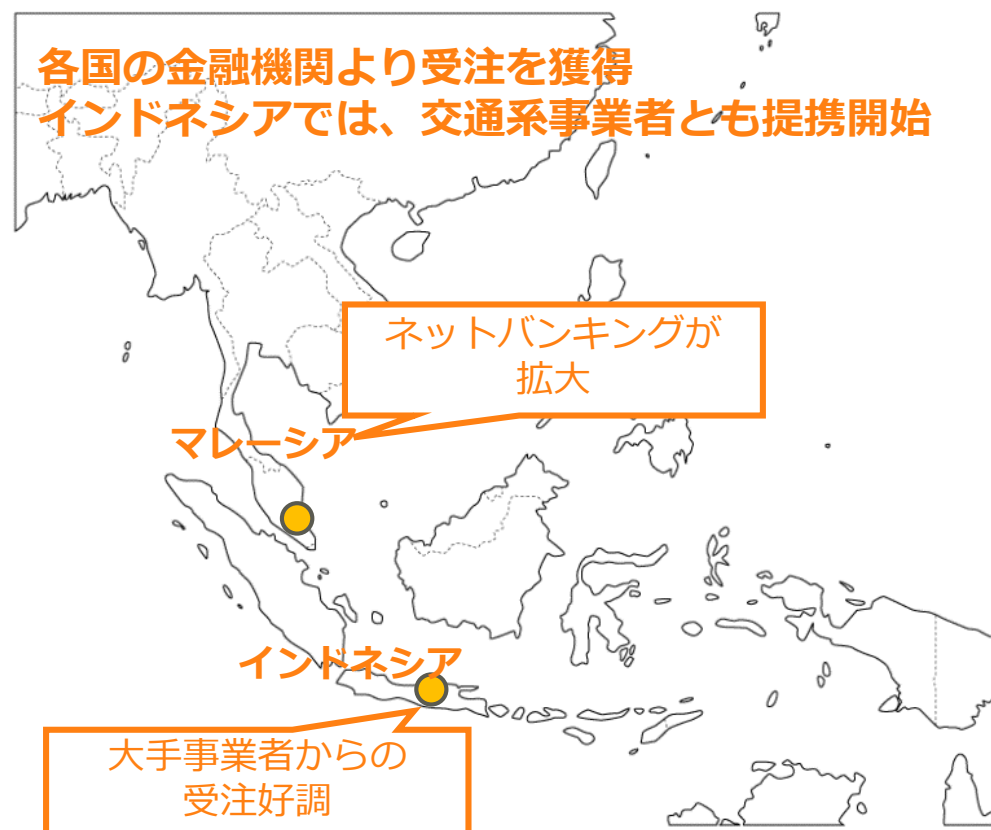 各国の金融機関より受注を獲得
インドネシアでは、交通系事業者とも提携開始
ネットバンキングが
拡大
マレーシア
インドネシア
大手事業者からの
受注好調